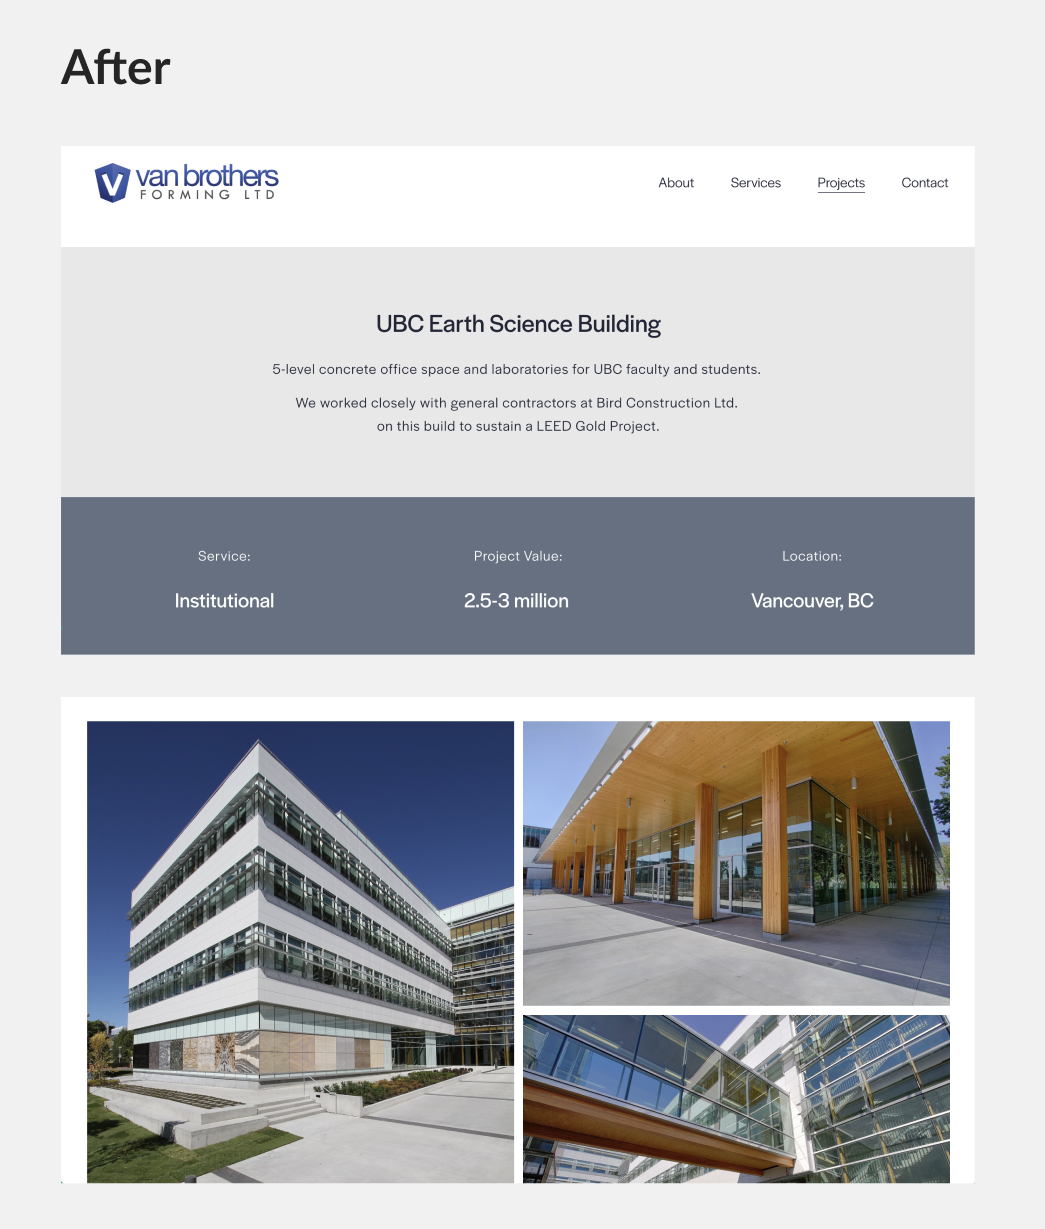 After
van brothers
FORMING LTD
About Services Projects Contact
UBC Earth Science Building
5-level concrete office space and laboratories for UBC faculty and students.
We worked closely with general contractors at Bird Construction Ltd.
on this build to sustain a LEED Gold Project.
Service: Project Value: Location:
Institutional 2.5-3 million Vancouver, BC